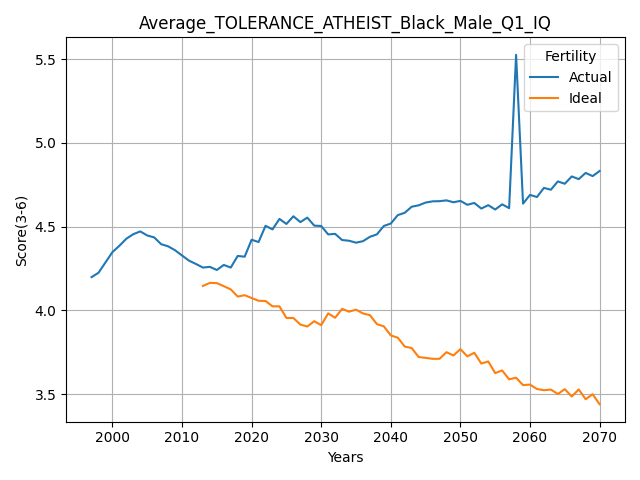 Average_TOLERANCE_ATHEIST_Black_Male_Q1_IQ
Fertility
Actual
Ideal
Score(3-6)
5.5
5.0
4.5
4.0
3.5
2000 2010 2020 2030 2040 2050 2060 2070
Years